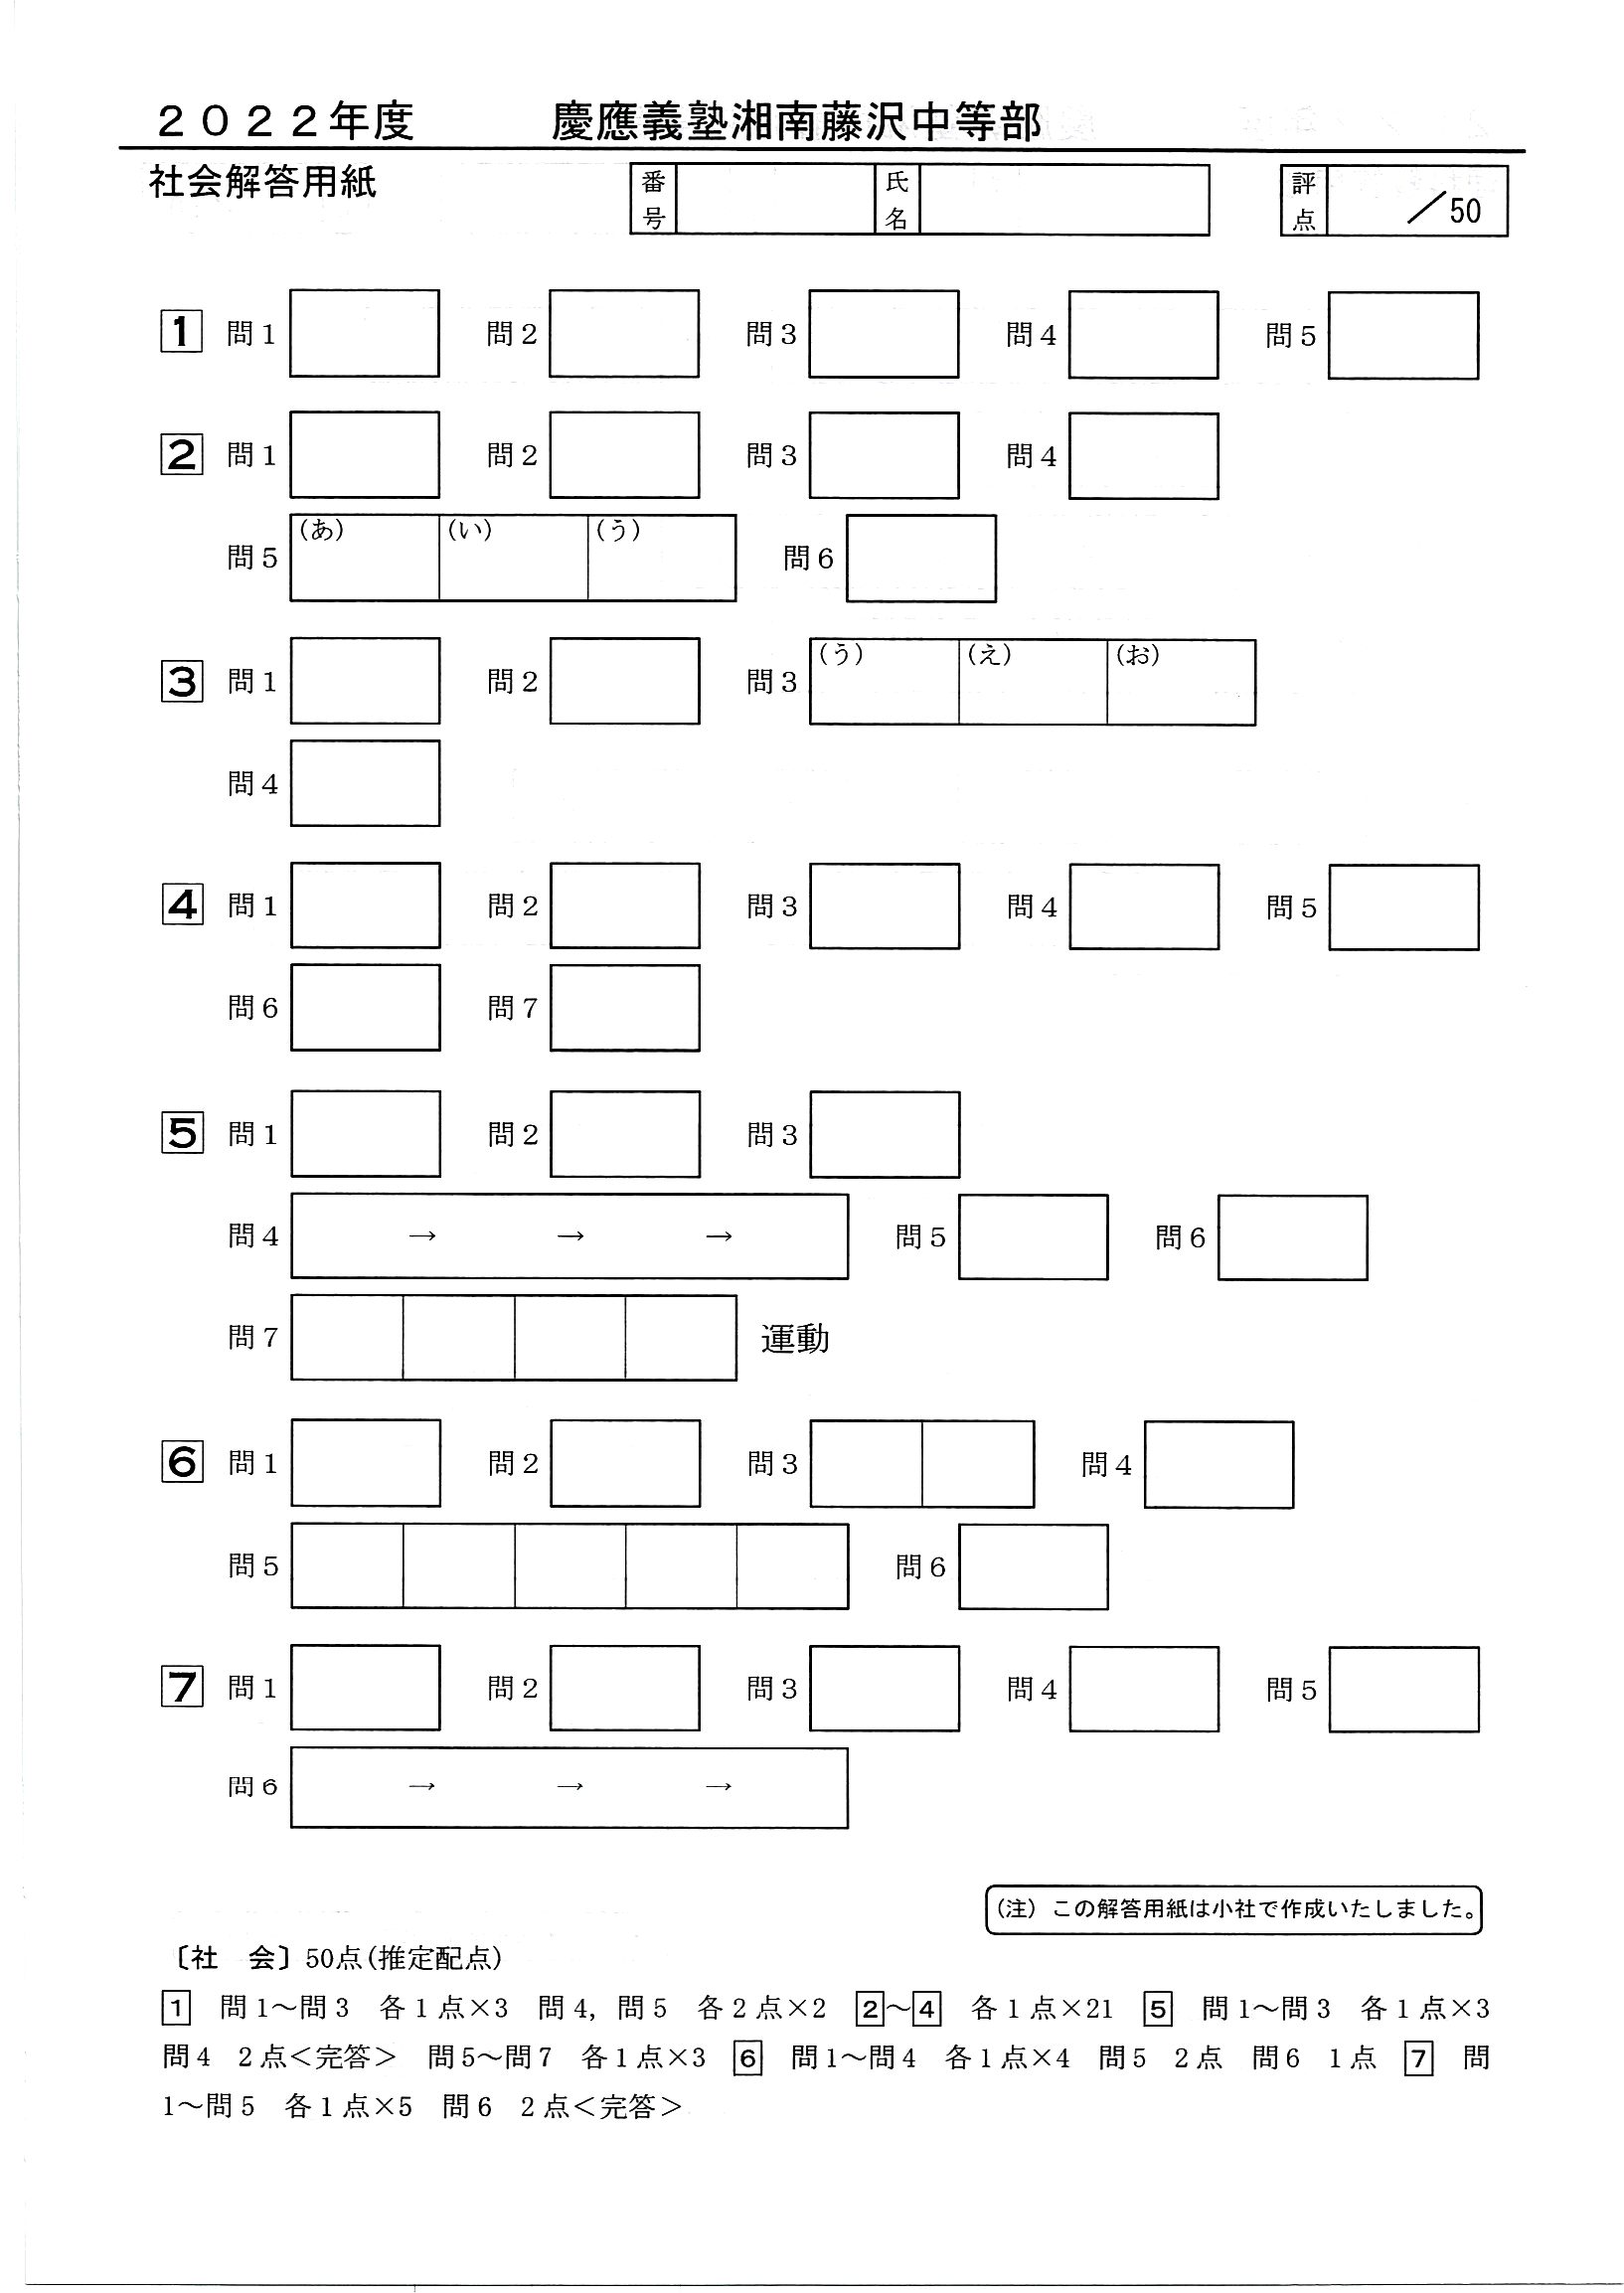 ２０２２年度　慶應義塾湘南藤沢中等部
社会解答用紙　番号　氏名　評点　／50
1　問1　問2　問3　問4　問5
2　問1　問2　問3　問4
問5　(あ)　(い)　(う)　問6
3　問1　問2　問3　(う)　(え)　(お)
問4
4　問1　問2　問3　問4　問5
問6　問7
5　問1　問2　問3
問4　→　→　→　問5　問6
問7　運動
6　問1　問2　問3　問4
問5　問6
7　問1　問2　問3　問4　問5
問6　→　→　→
(注) この解答用紙は小社で作成いたしました。
〔社　会〕50点(推定配点)
1　問1～問3　各1点×3　問4，問5　各2点×2　2～4　各1点×21　5　問1～問3　各1点×3
問4　2点＜完答＞　問5～問7　各1点×3　6　問1～問4　各1点×4　問5　2点　問6　1点　7　問
1～問5　各1点×5　問6　2点＜完答＞